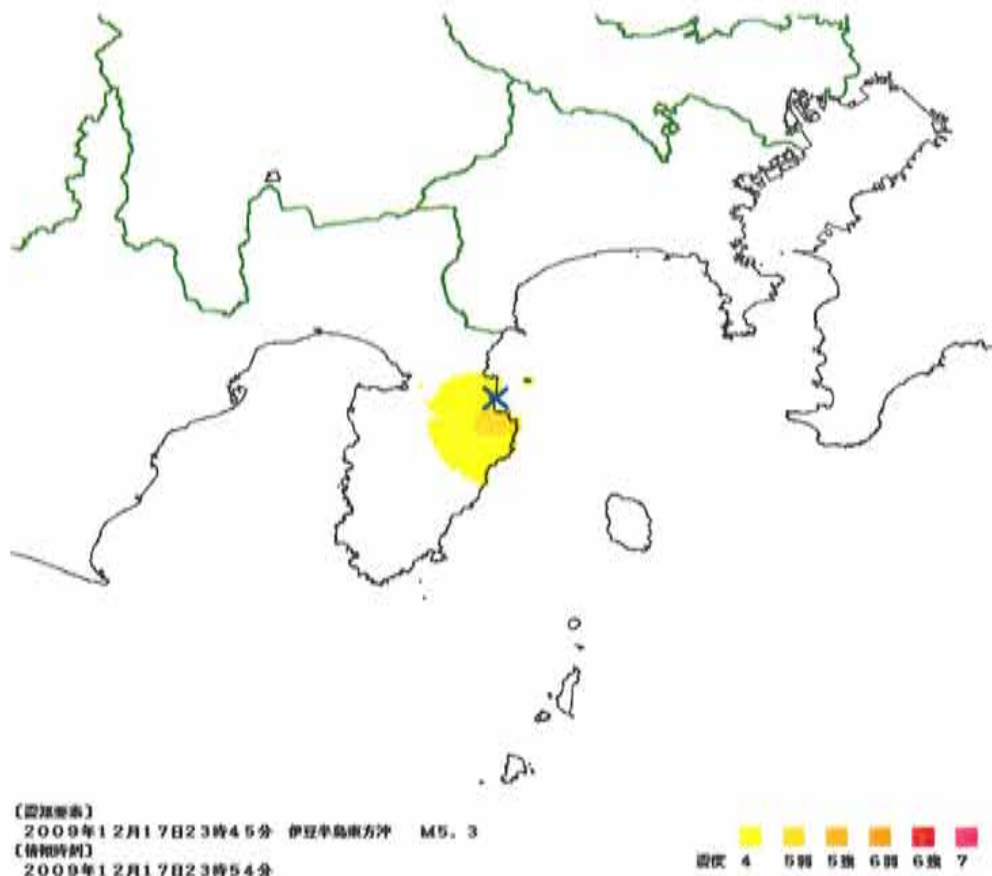 【震源要素】
2009年12月17日23時45分 伊豆半島東方沖 M5.3
【情報時刻】
2009年12月17日23時54分
震度 4 5弱 5強 6弱 6強 7